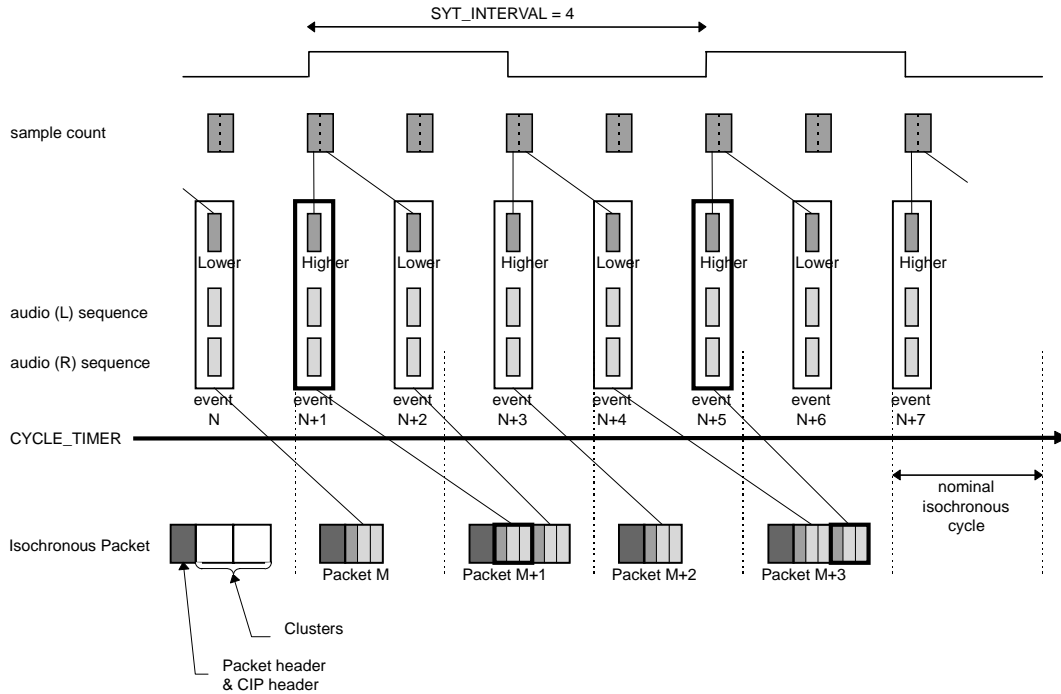 SYT_INTERVAL = 4
sample count
Lower Higher Lower Higher Lower Higher Lower Higher
audio (L) sequence
audio (R) sequence
event event event event event event event event
N N+1 N+2 N+3 N+4 N+5 N+6 N+7
CYCLE_TIMER
nominal
isochronous
cycle
Isochronous Packet
Packet M Packet M+1 Packet M+2 Packet M+3
Clusters
Packet header
& CIP header